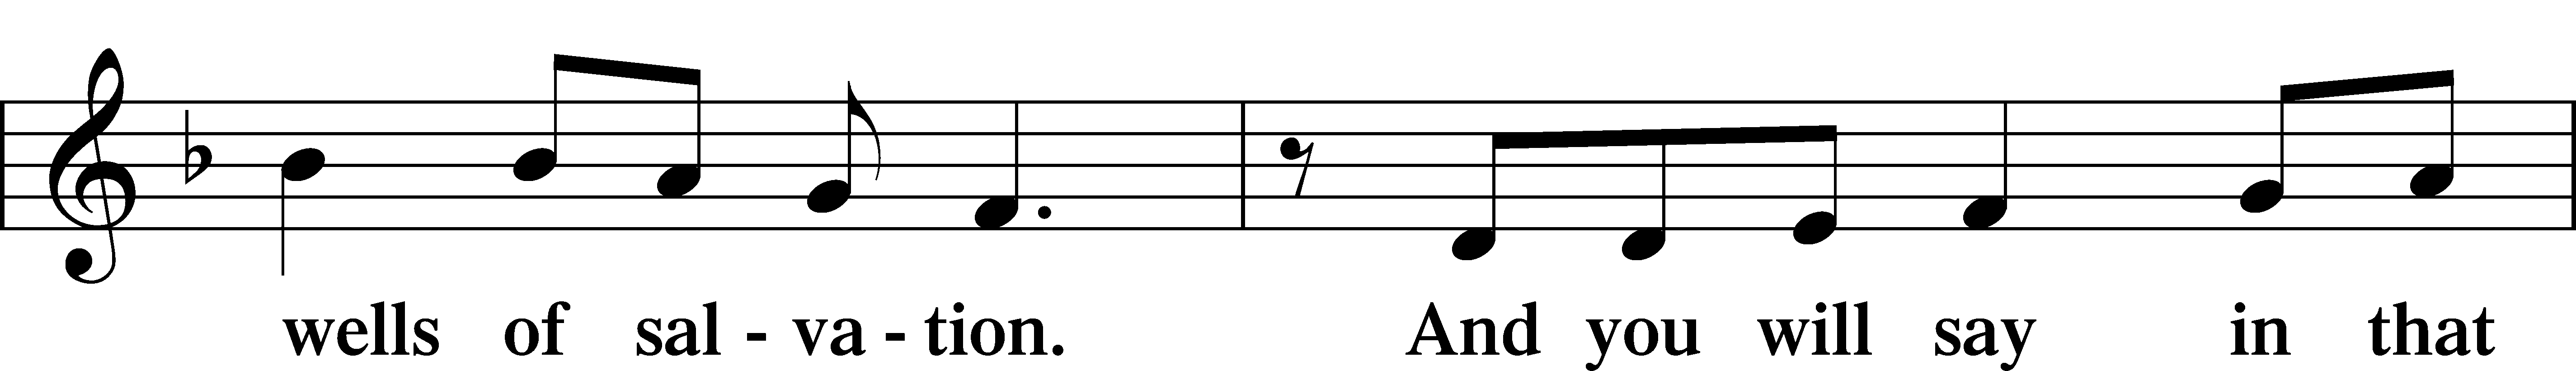 wells of sal - va - tion. And you will say in that